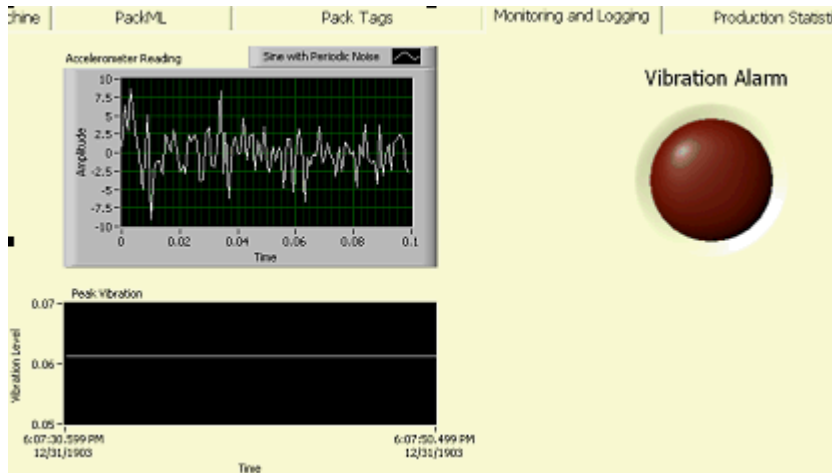 chine PackML Pack Tags Monitoring and Logging Production Statisti
Accelerometer Reading Sine with Periodic Noise
Vibration Alarm
Amplitude
10
7.5
5
2.5
0
-2.5
-5
-7.5
-10
0 0.02 0.04 0.06 0.08 0.1
Time
Peak Vibration
Vibration Level
0.07
0.06
0.05
6:07:30.599 PM 6:07:50.499 PM
12/31/1903 12/31/1903
Time